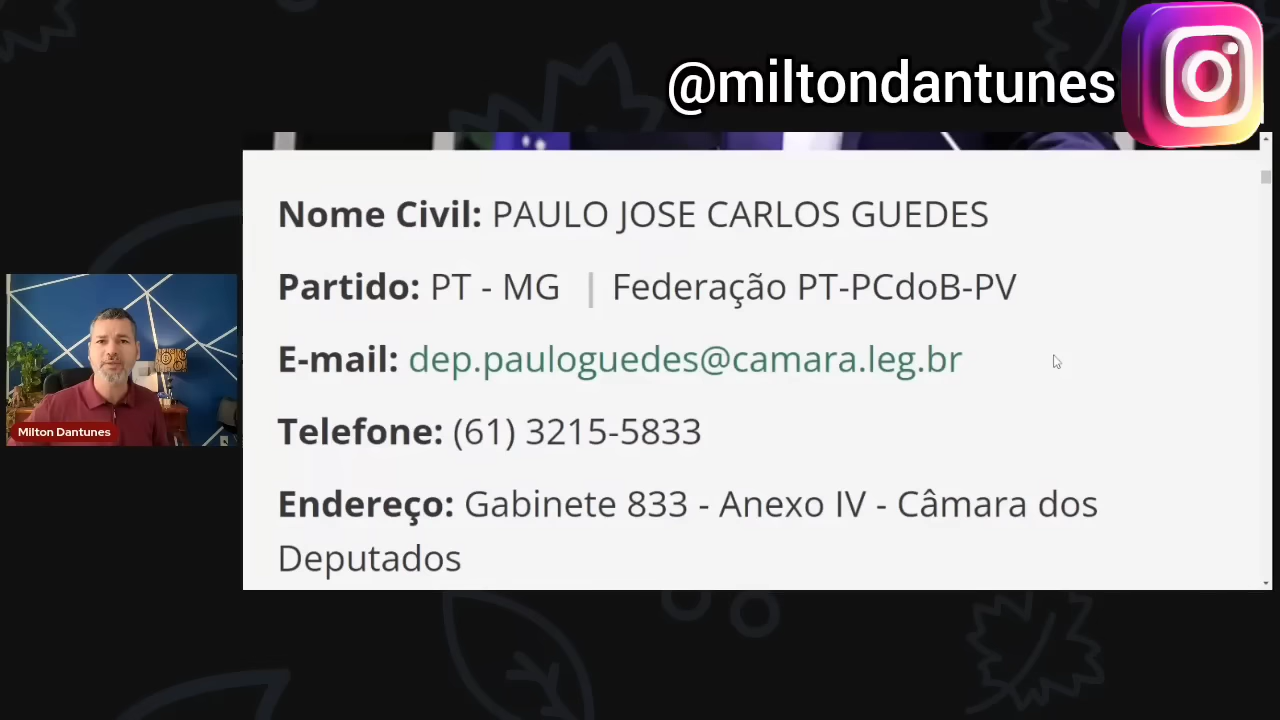 @miltondantunes
Nome Civil: PAULO JOSE CARLOS GUEDES
Partido: PT - MG | Federação PT-PCdoB-PV
E-mail: dep.pauloguedes@camara.leg.br
Telefone: (61) 3215-5833
Milton Dantunes
Endereço: Gabinete 833 - Anexo IV - Câmara dos
Deputados